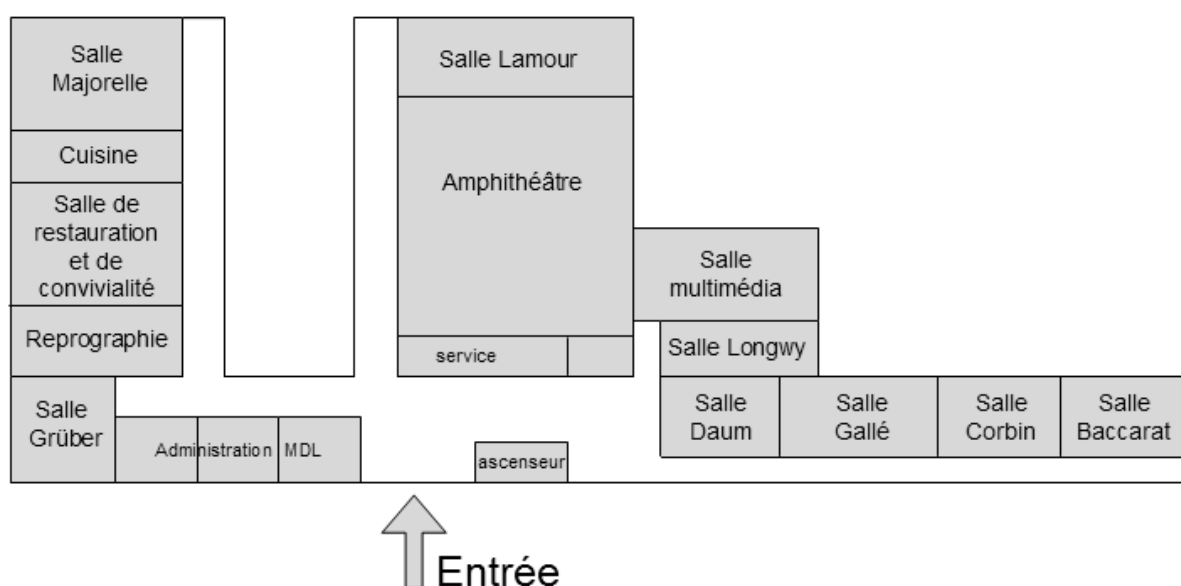 Salle
Majorelle
Cuisine
Salle de
restauration
et de
convivialité
Reprographie
Salle
Grüber
Administration
MDL
Salle Lamour
Amphithéâtre
service
ascenseur
Salle
multimédia
Salle Longwy
Salle
Daum
Salle
Gallé
Salle
Corbin
Salle
Baccarat
Entrée